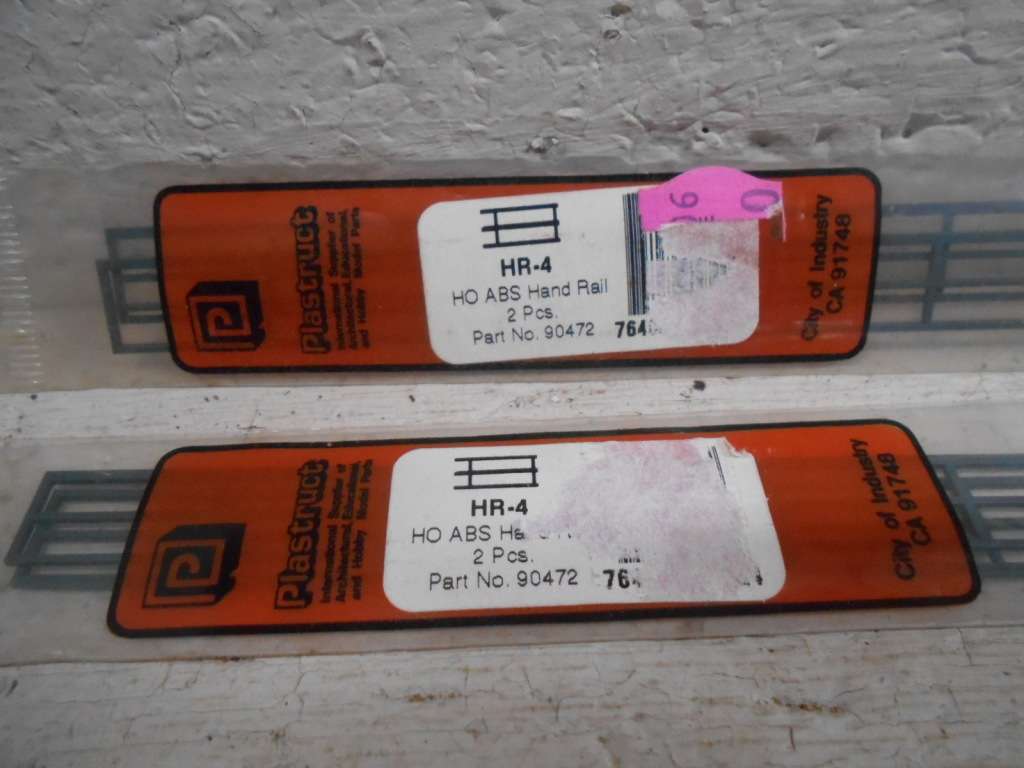 Plastruct
International Supplier of
Architectural, Educational,
and Hobby Model Parts
HR-4
HO ABS Hand Rail
2 Pcs.
Part No. 90472 764
City of Industry
CA 91748
Plastruct
International Supplier of
Architectural, Educational,
and Hobby Model Parts
HR-4
HO ABS
2 Pcs.
Part No. 90472 76
City of Industry
CA 91748